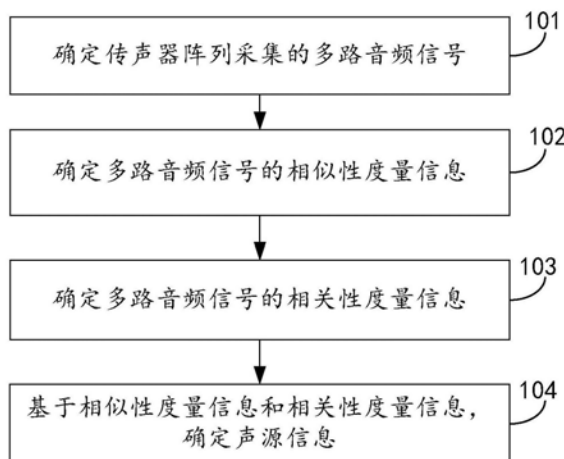 确定传声器阵列采集的多路音频信号
101
确定多路音频信号的相似性度量信息
102
确定多路音频信号的相关性度量信息
103
基于相似性度量信息和相关性度量信息，
确定声源信息
104